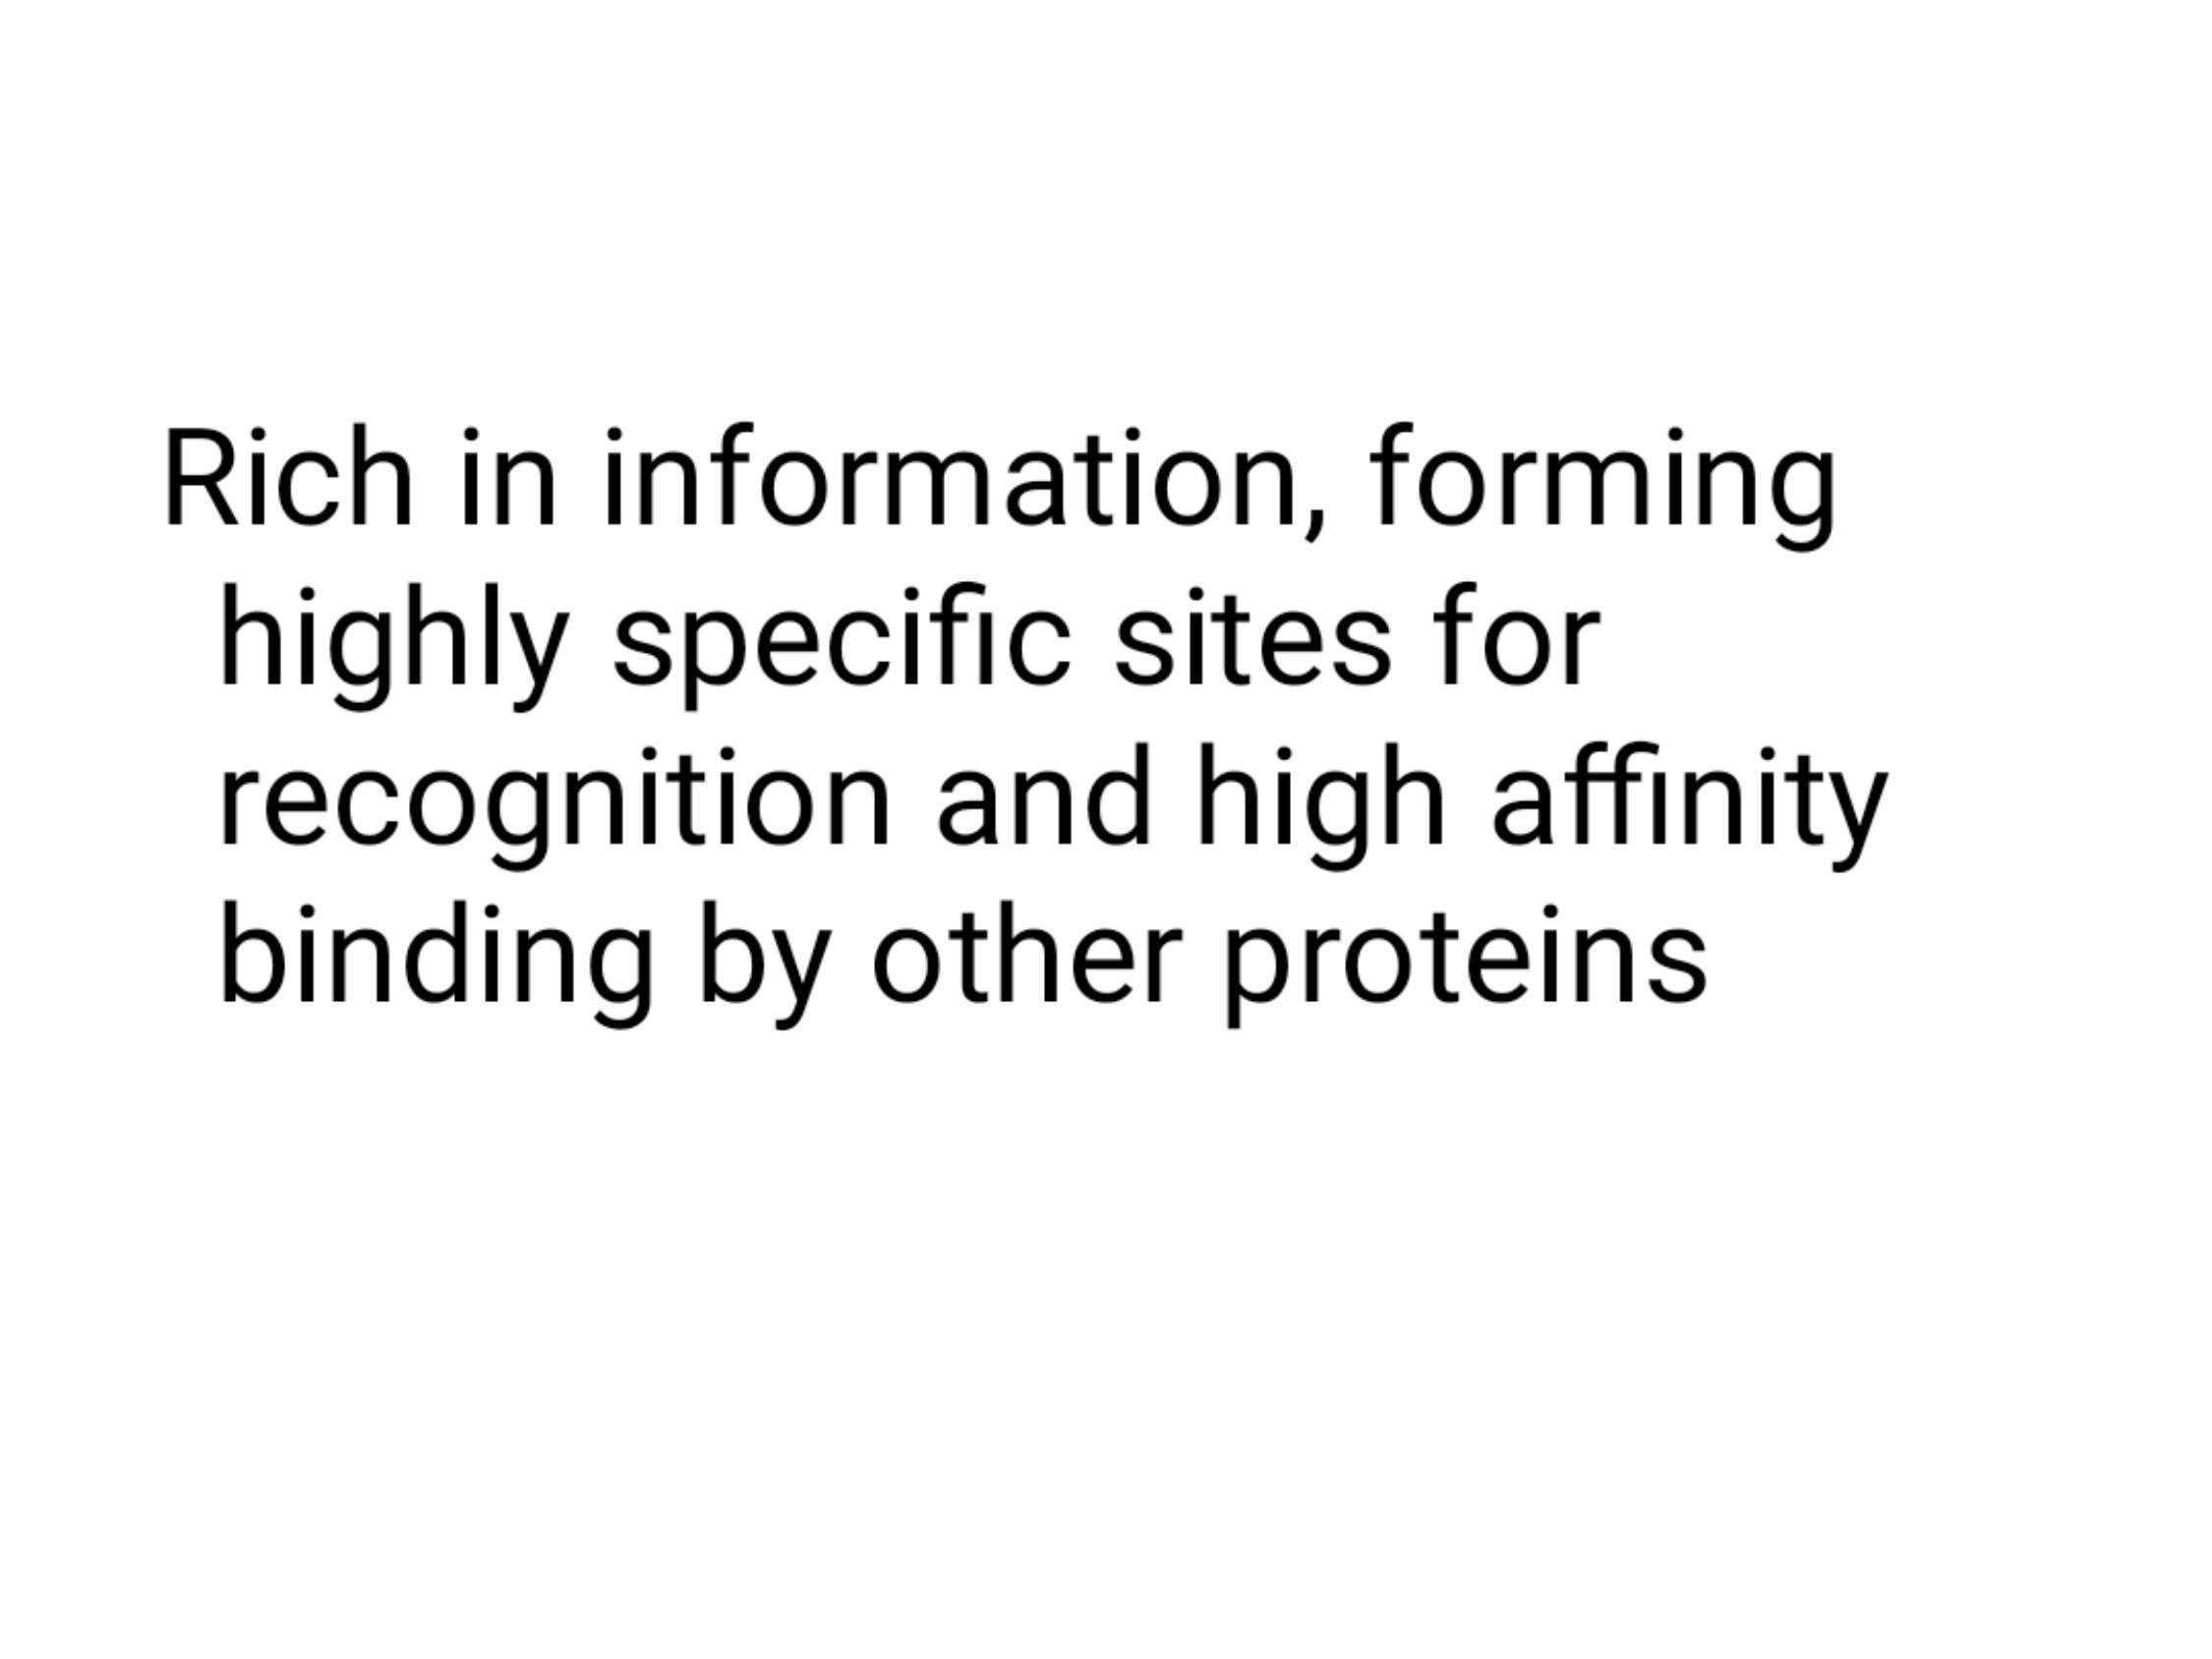 Rich in information, forming
highly specific sites for
recognition and high affinity
binding by other proteins